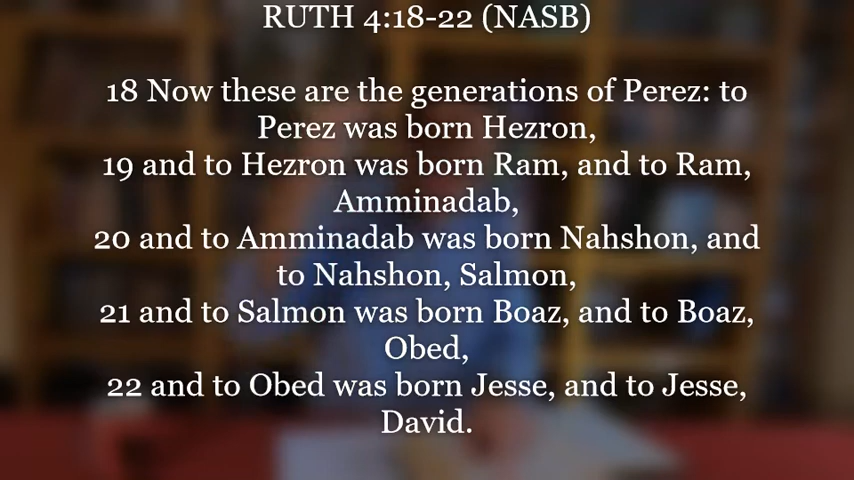 RUTH 4:18-22 (NASB)
18 Now these are the generations of Perez: to
Perez was born Hezron,
19 and to Hezron was born Ram, and to Ram,
Amminadab,
20 and to Amminadab was born Nahshon, and
to Nahshon, Salmon,
21 and to Salmon was born Boaz, and to Boaz,
Obed,
22 and to Obed was born Jesse, and to Jesse,
David.